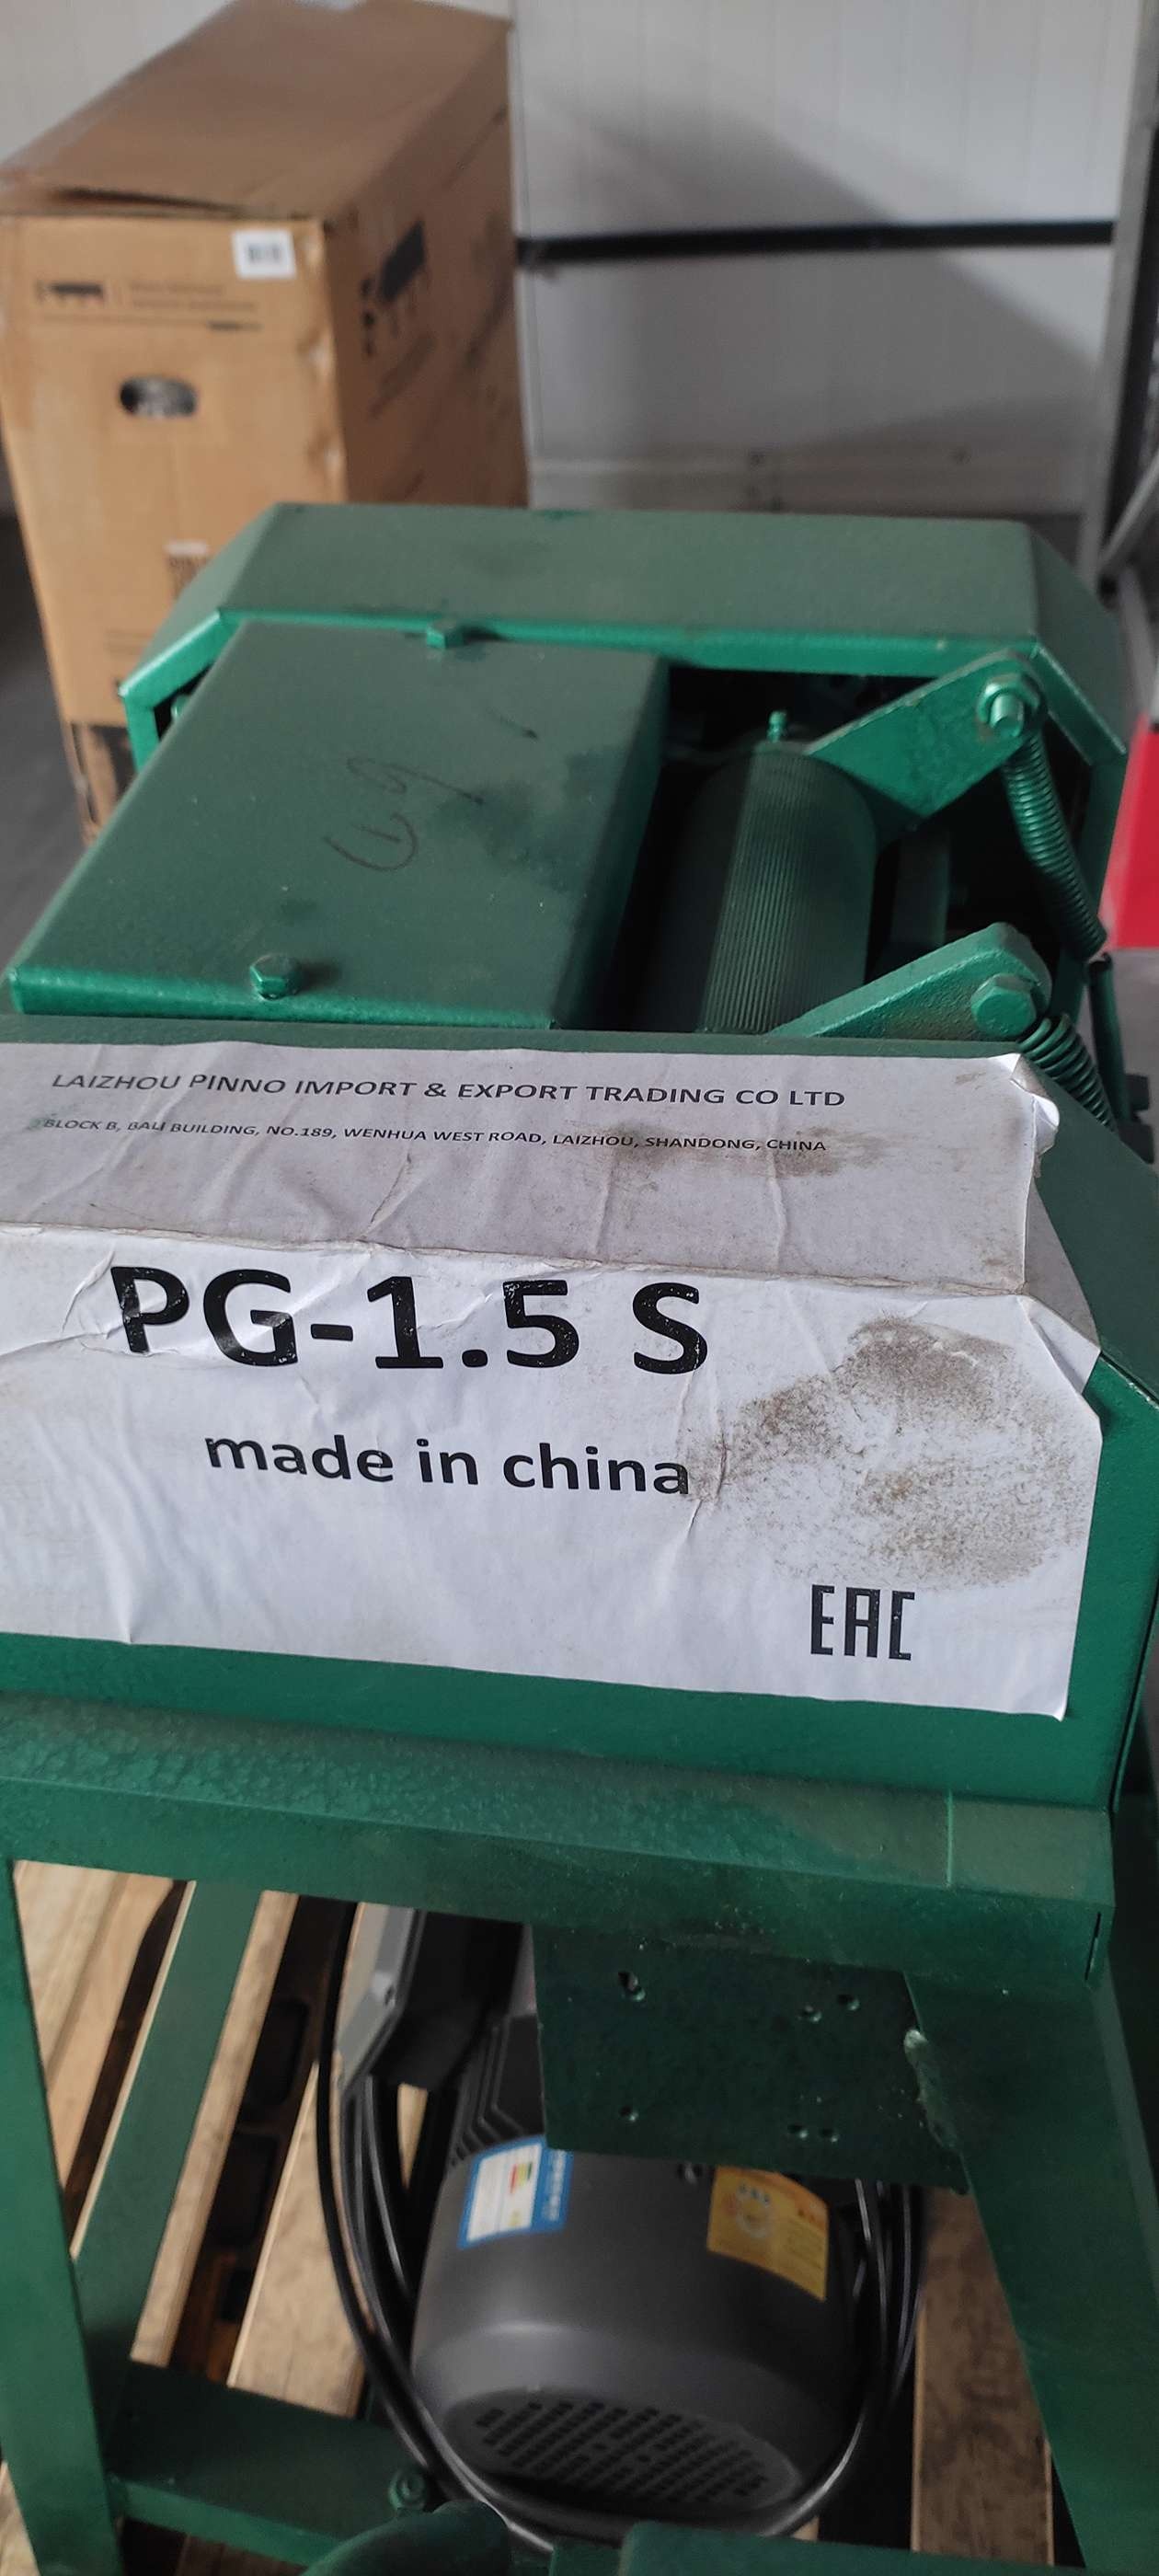 LAIZHOU PINNO IMPORT & EXPORT TRADING CO LTD
BLOCK B, BALI BUILDING, NO.189, WENHUA WEST ROAD, LAIZHOU, SHANDONG, CHINA
PG-1.5 S
made in china
EAC